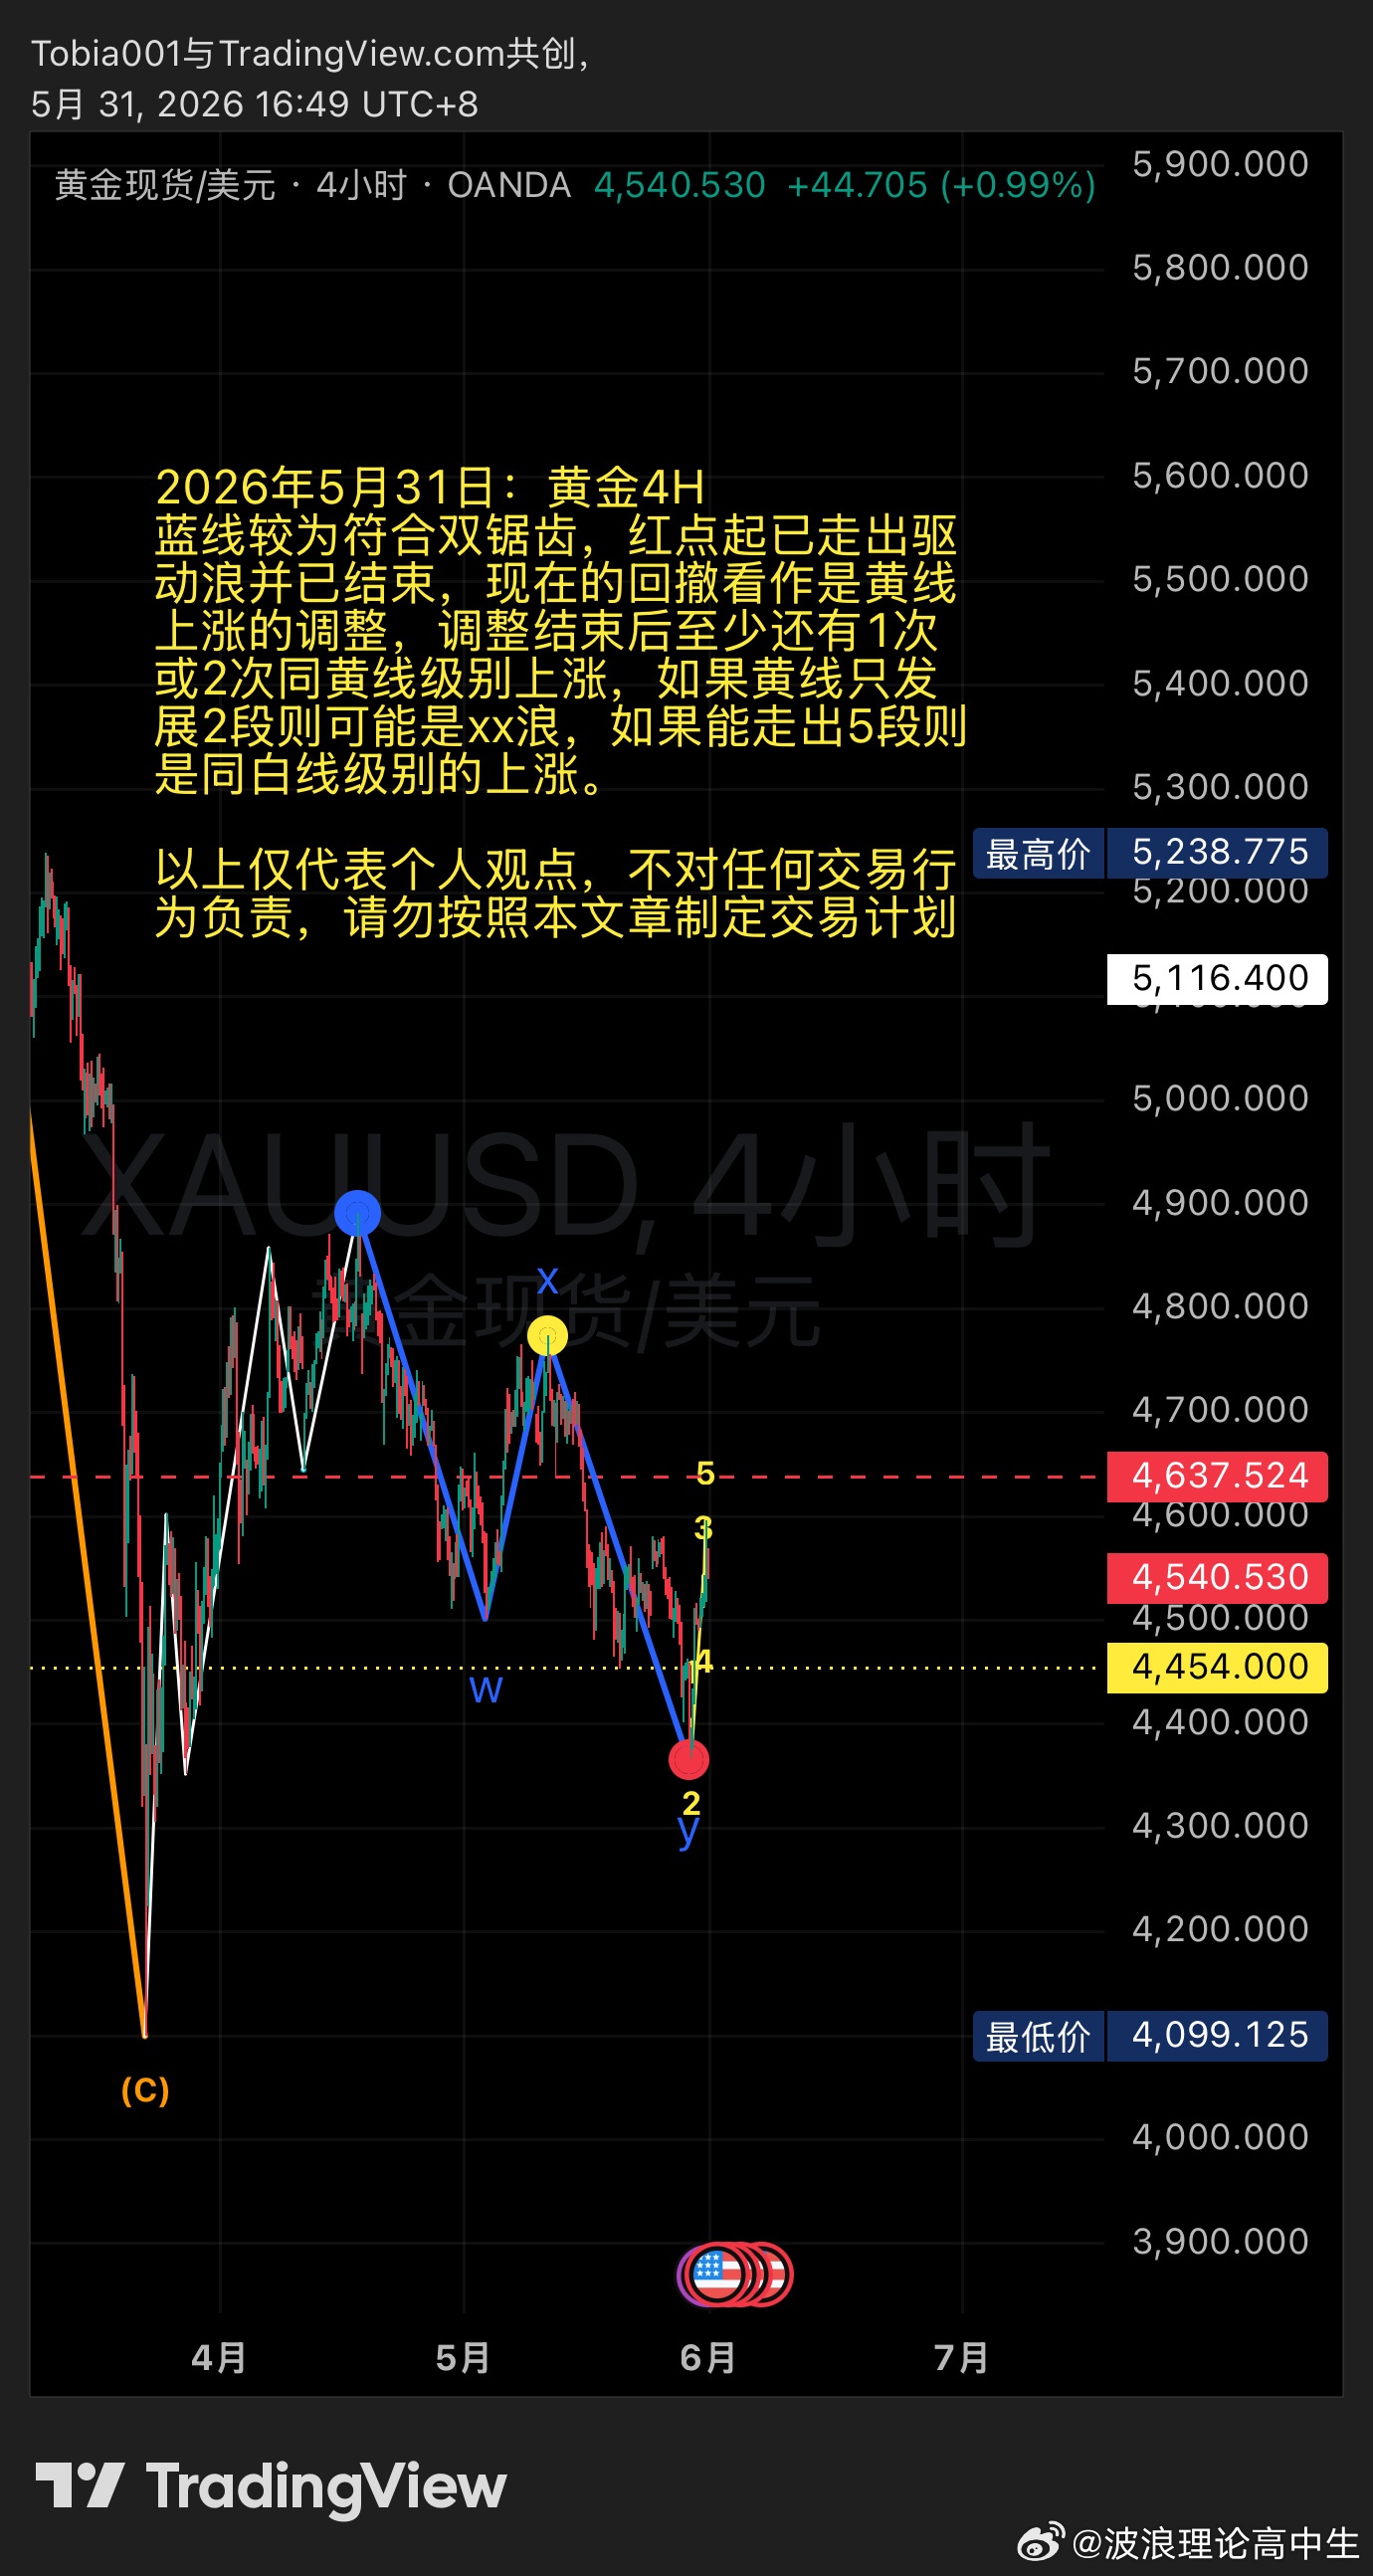 Tobia001与TradingView.com共创,
5月 31, 2026 16:49 UTC+8
黄金现货/美元 · 4小时 · OANDA 4,540.530 +44.705 (+0.99%)
5,900.000
5,800.000
5,700.000
5,600.000
2026年5月31日：黄金4H
蓝线较为符合双锯齿，红点起已走出驱
动浪并已结束，现在的回撤看作是黄线
上涨的调整，调整结束后至少还有1次
或2次同黄线级别上涨，如果黄线只发
展2段则可能是xx浪，如果能走出5段则
是同白线级别的上涨。
以上仅代表个人观点，不对任何交易行
为负责，请勿按照本文章制定交易计划
5,500.000
5,400.000
5,300.000
最高价 5,238.775
5,200.000
5,116.400
5,000.000
XAUUSD, 4小时
黄金现货/美元
4,900.000
x
4,800.000
4,700.000
5
4,637.524
4,600.000
3
4,540.530
4,500.000
4
4,454.000
w
4,400.000
2
y
4,300.000
4,200.000
最低价 4,099.125
(C)
4,000.000
3,900.000
4月 5月 6月 7月
TradingView
@波浪理论高中生